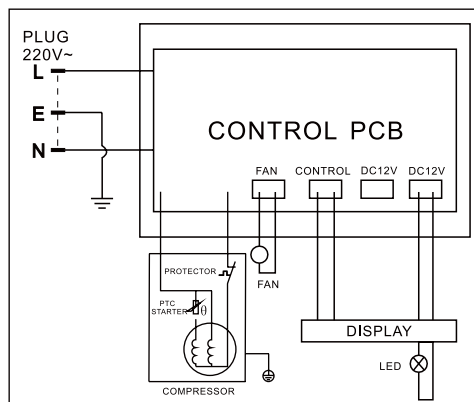 PLUG
220V~
L
E
N
CONTROL PCB
FAN CONTROL DC12V DC12V
PROTECTOR
FAN
PTC
STARTER
θ
DISPLAY
LED
COMPRESSOR